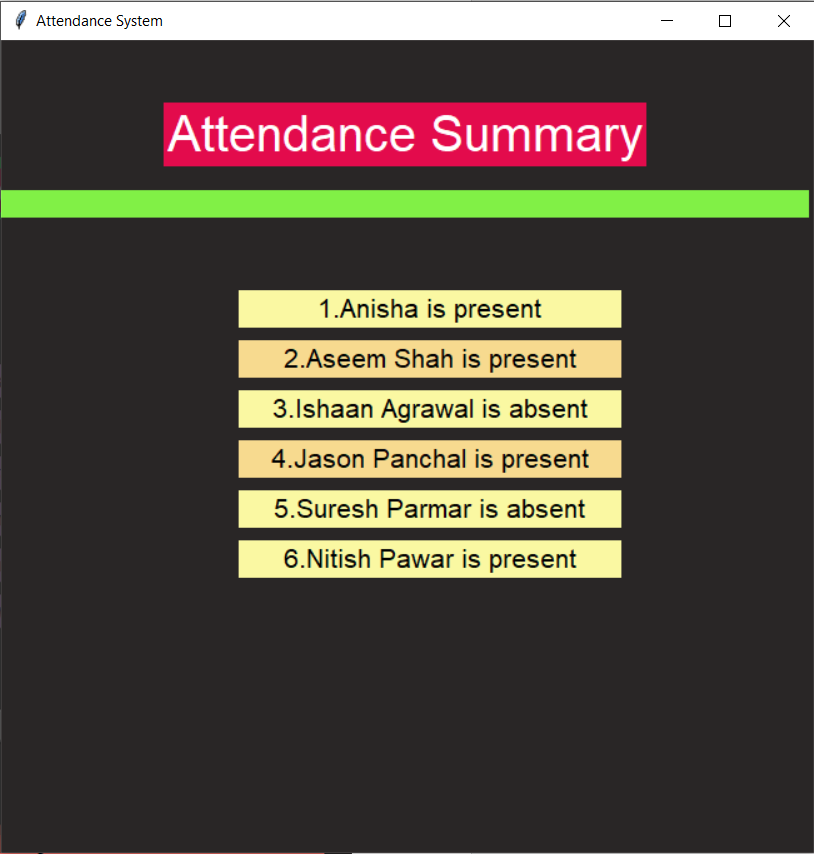 Attendance System
Attendance Summary
1.Anisha is present
2.Aseem Shah is present
3.Ishaan Agrawal is absent
4.Jason Panchal is present
5.Suresh Parmar is absent
6.Nitish Pawar is present